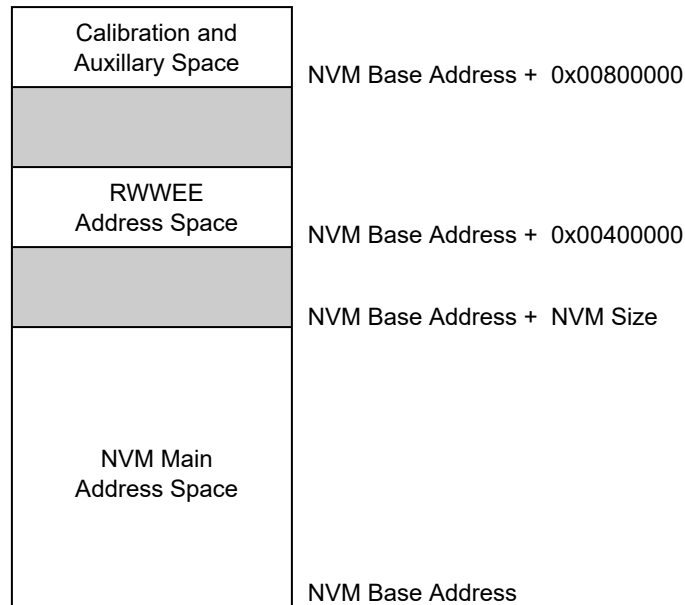 Calibration and
Auxillary Space
NVM Base Address + 0x00800000
RWWEE
Address Space
NVM Base Address + 0x00400000
NVM Base Address + NVM Size
NVM Main
Address Space
NVM Base Address